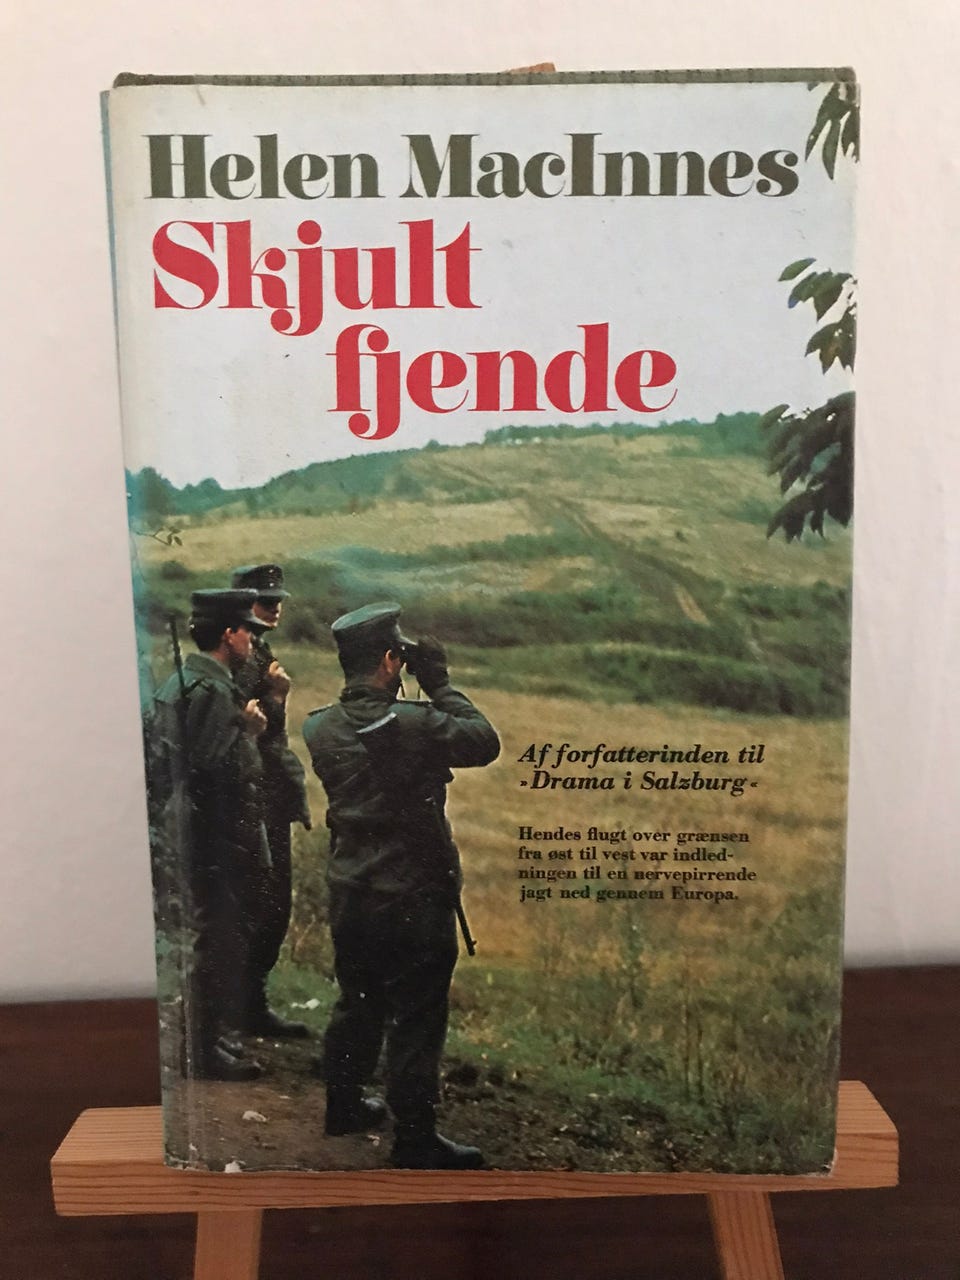 Helen MacInnes
Skjult
fjende
Af forfatterinden til
»Drama i Salzburg«
Hendes flugt over grænsen
fra øst til vest var indled-
ningen til en nervepirrende
jagt ned gennem Europa.